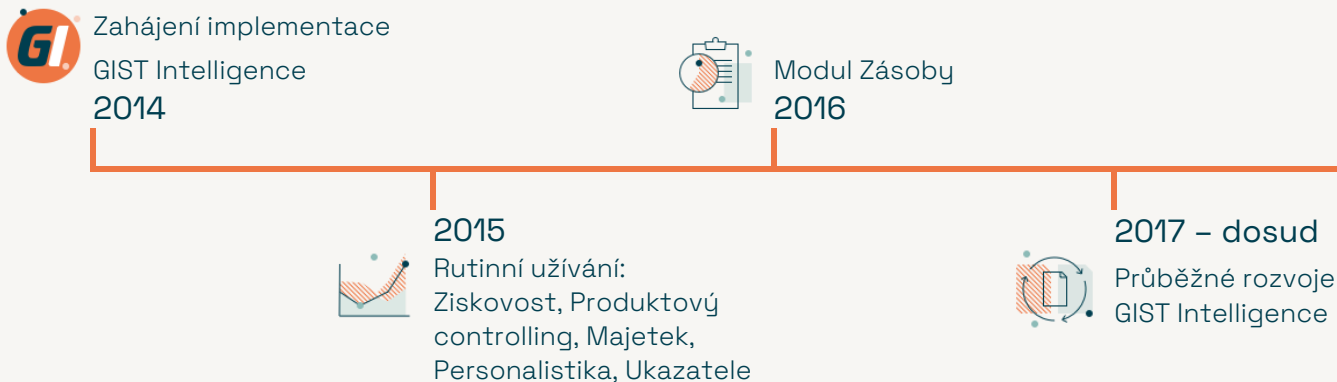 GI
Zahájení implementace
GIST Intelligence
2014
Modul Zásoby
2016
2015
Rutinní užívání:
Ziskovost, Produktový
controlling, Majetek,
Personalistika, Ukazatele
2017 – dosud
Průběžné rozvoje
GIST Intelligence